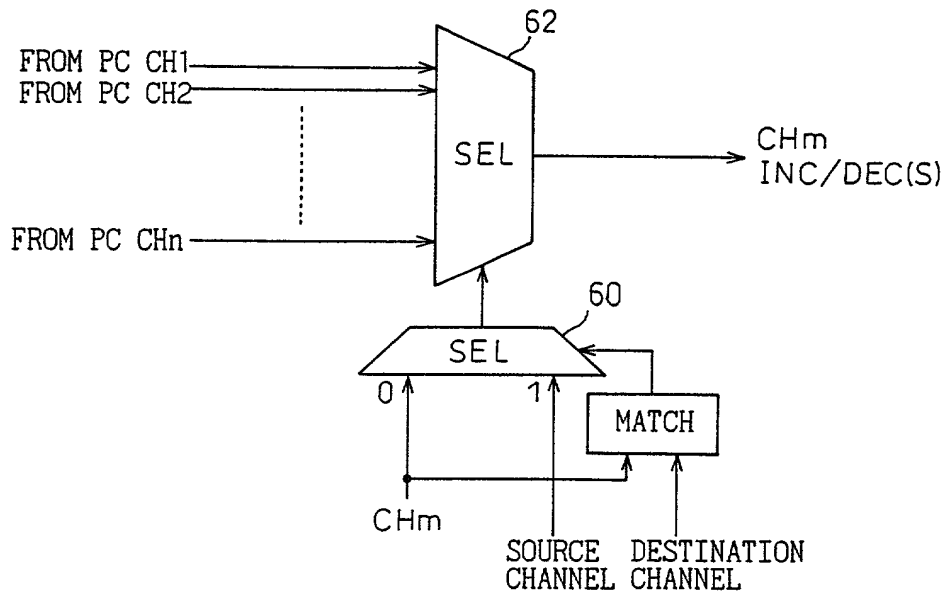 62
FROM PC CH1
FROM PC CH2
SEL
CHm
INC/DEC(S)
FROM PC CHn
60
SEL
0
1
MATCH
CHm
SOURCE CHANNEL
DESTINATION CHANNEL